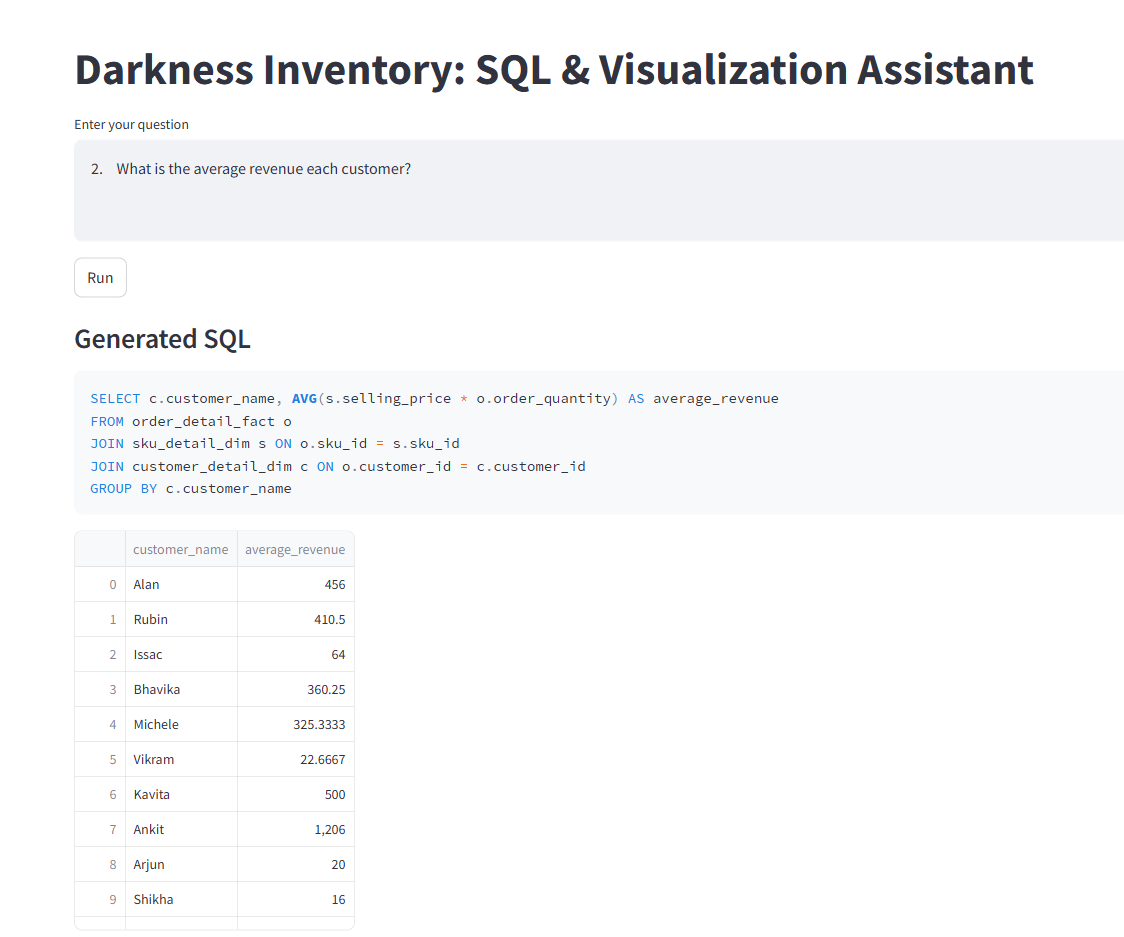 Darkness Inventory: SQL & Visualization Assistant
Enter your question
2. What is the average revenue each customer?
Run
Generated SQL
SELECT c.customer_name, AVG(s.selling_price * o.order_quantity) AS average_revenue
FROM order_detail_fact o
JOIN sku_detail_dim s ON o.sku_id = s.sku_id
JOIN customer_detail_dim c ON o.customer_id = c.customer_id
GROUP BY c.customer_name
customer_name average_revenue
0 Alan 456
1 Rubin 410.5
2 Issac 64
3 Bhavika 360.25
4 Michele 325.3333
5 Vikram 22.6667
6 Kavita 500
7 Ankit 1,206
8 Arjun 20
9 Shikha 16